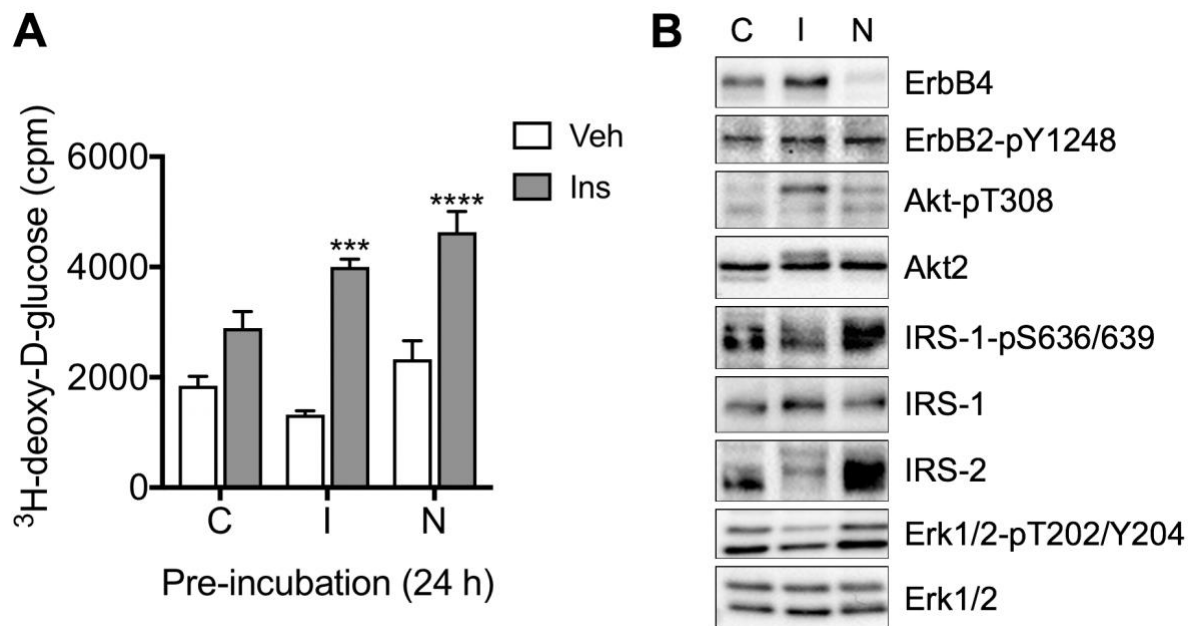 A
³H-deoxy-D-glucose (cpm)
6000
4000
2000
0
***
****
Veh
Ins
C I N
Pre-incubation (24 h)
B
C I N
ErbB4
ErbB2-pY1248
Akt-pT308
Akt2
IRS-1-pS636/639
IRS-1
IRS-2
Erk1/2-pT202/Y204
Erk1/2